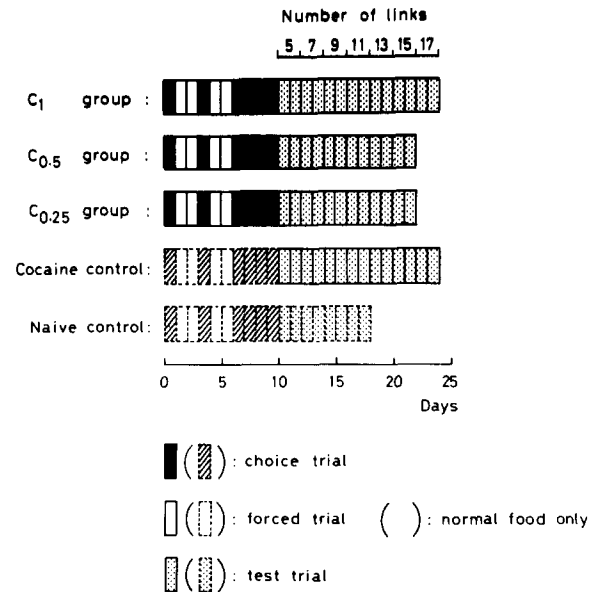 Number of links
5 7 9 11 13 15 17
C1 group :
C0.5 group :
C0.25 group :
Cocaine control:
Naive control:
0 5 10 15 20 25
Days
( ) : choice trial
( ) : forced trial ( ) : normal food only
( ) : test trial